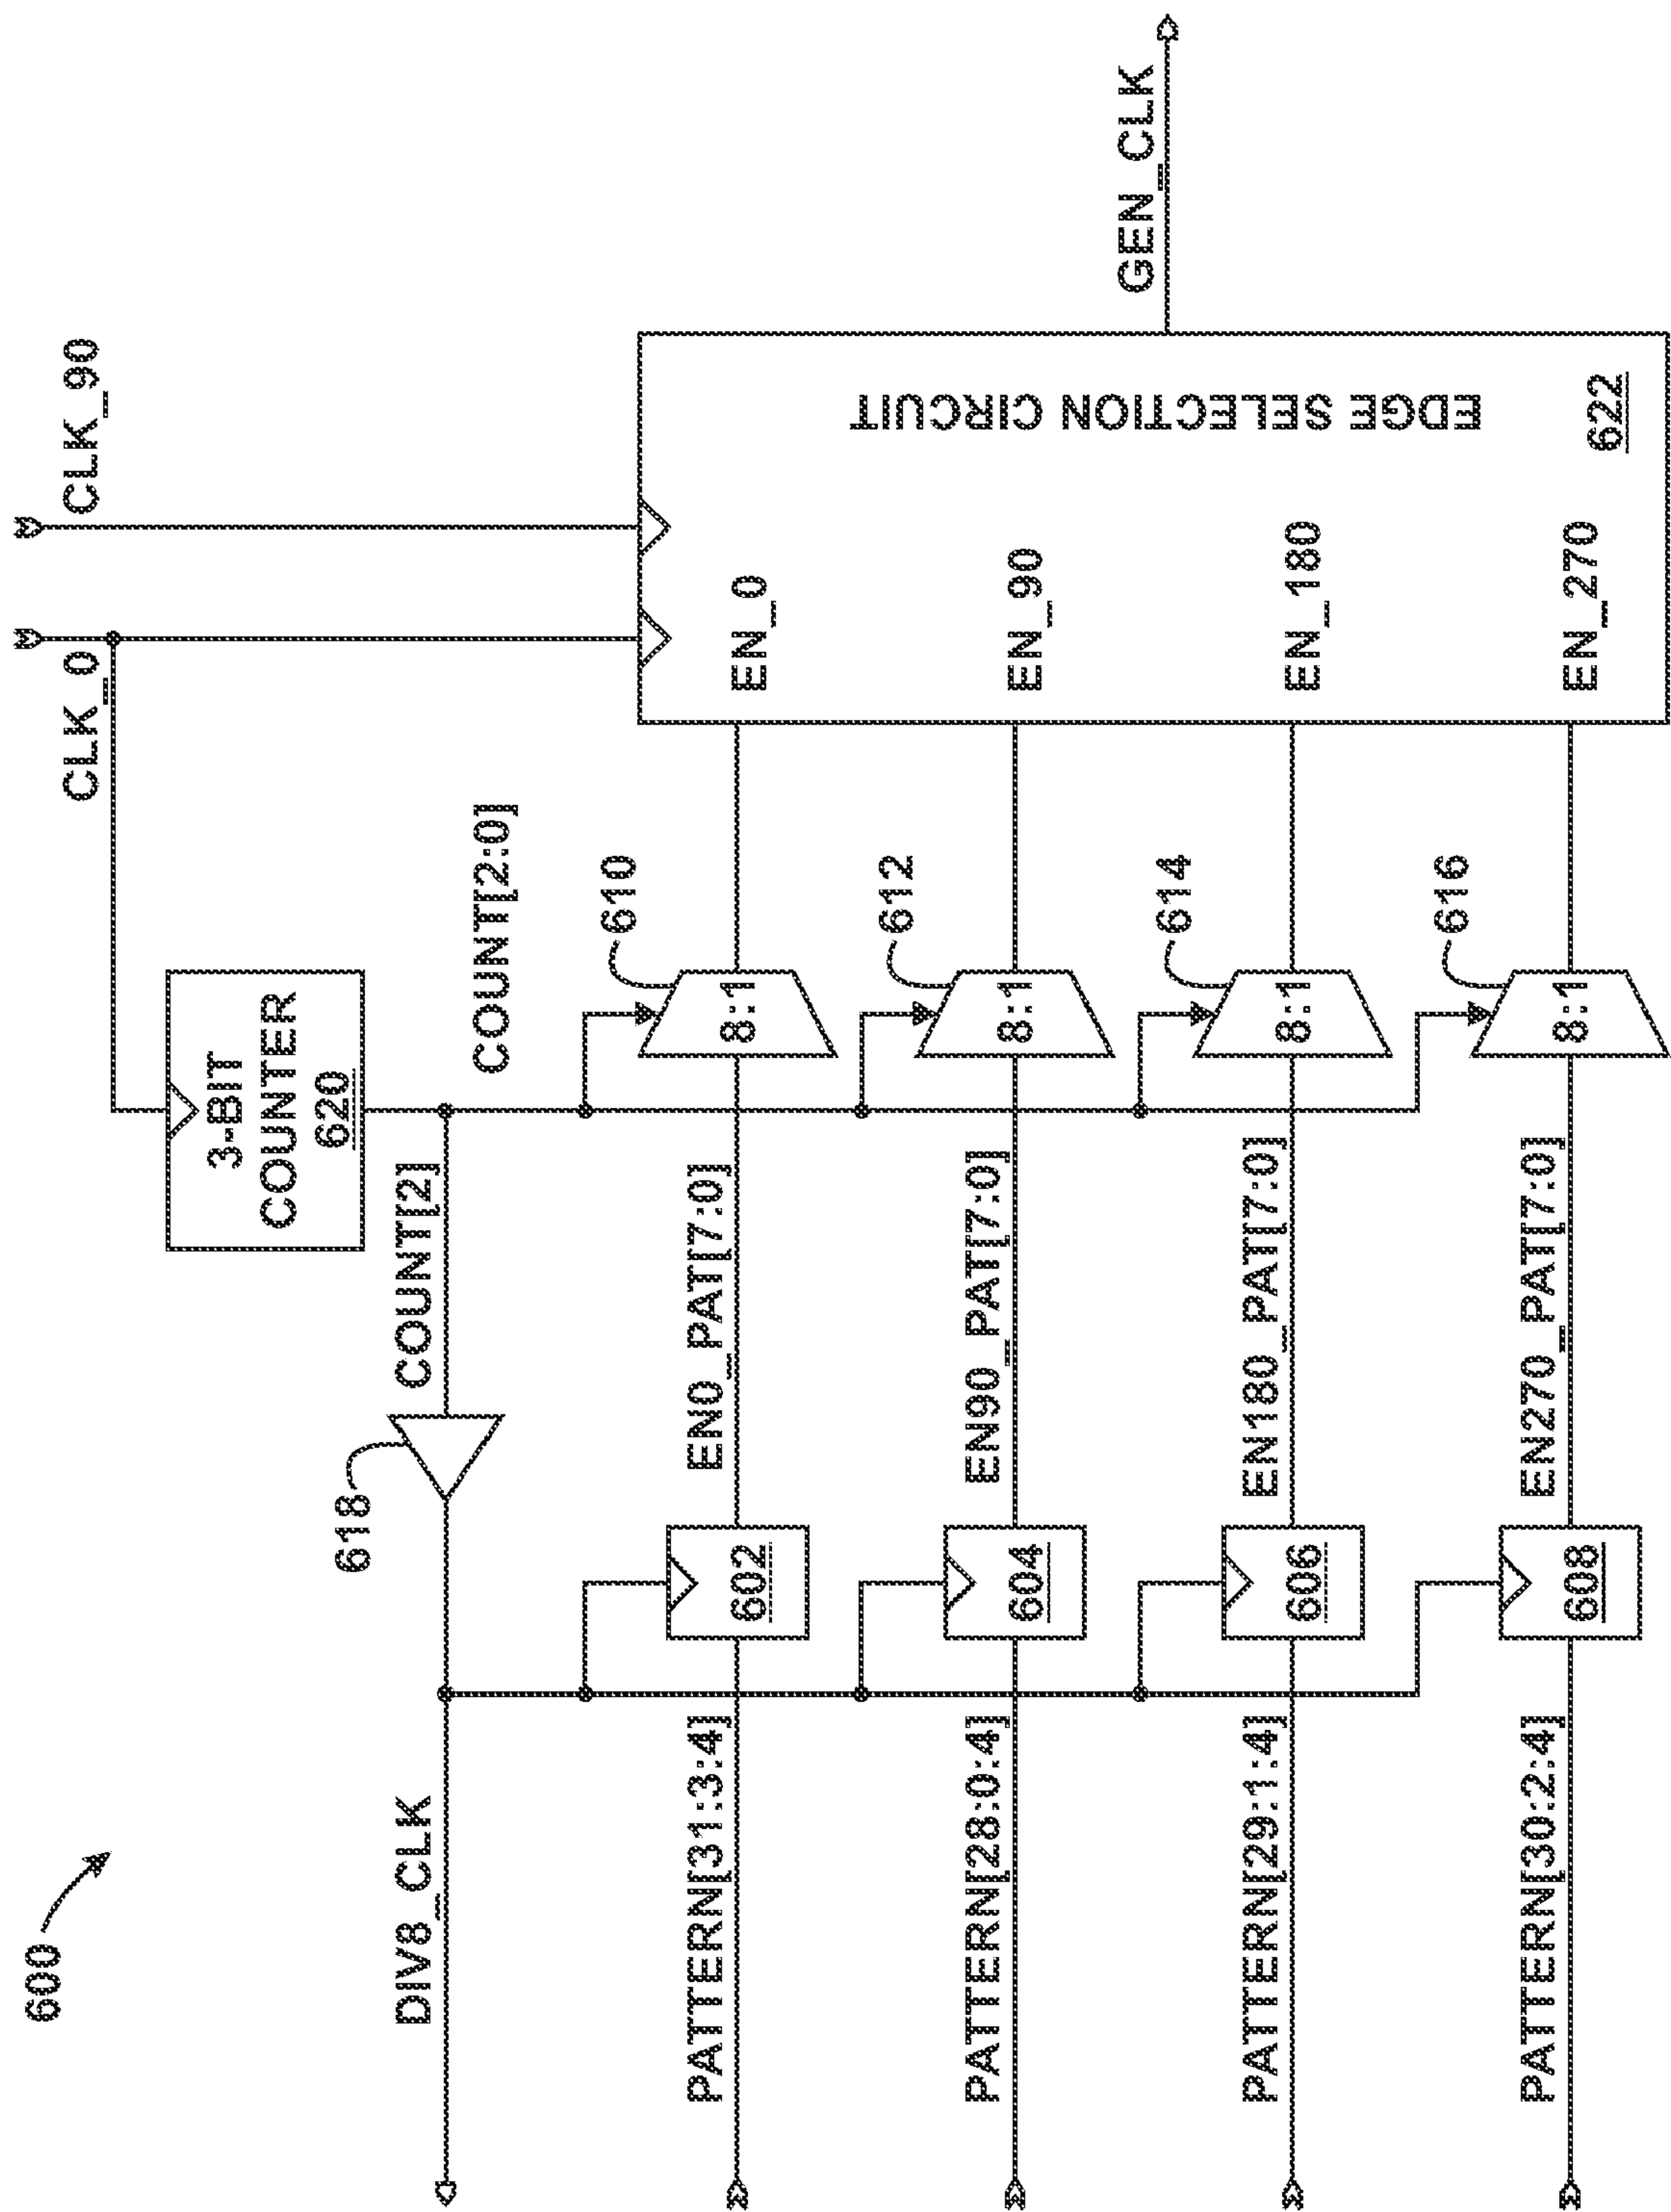 600
CLK_0
CLK_90
3-BIT
COUNTER
620
618
DIV8_CLK
COUNT[2]
COUNT[2:0]
PATTERN[31:3:4]
602
EN0_PAT[7:0]
8:1
610
EN_0
PATTERN[28:0:4]
604
EN90_PAT[7:0]
8:1
612
EN_90
PATTERN[29:1:4]
606
EN180_PAT[7:0]
8:1
614
EN_180
PATTERN[30:2:4]
608
EN270_PAT[7:0]
8:1
616
EN_270
EDGE SELECTION CIRCUIT
622
GEN_CLK